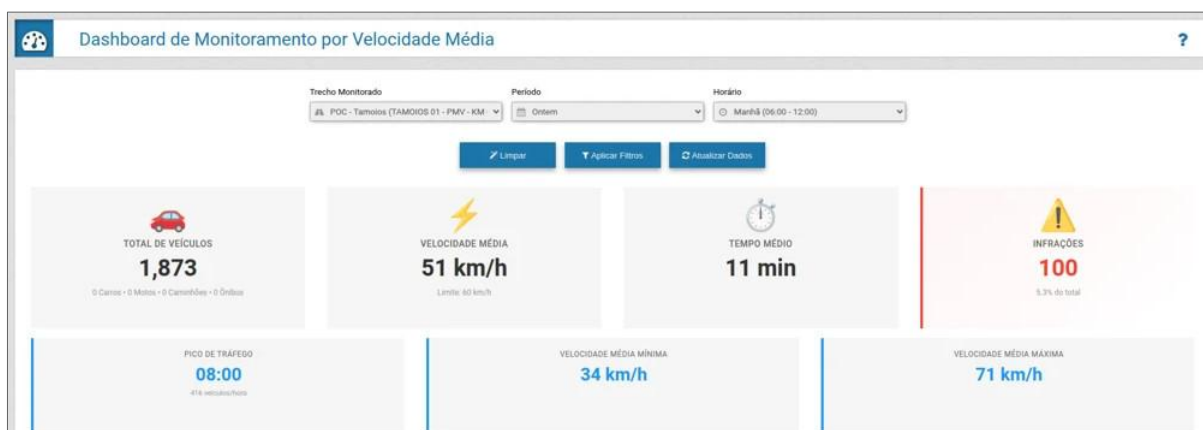 Dashboard de Monitoramento por Velocidade Média
?
Trecho Monitorado
Período
Horário
POC - Tamoios (TAMOIOS 01 - PMV - KM
Ontem
Manhã (06:00 - 12:00)
Limpar
Aplicar Filtros
Atualizar Dados
TOTAL DE VEÍCULOS
1,873
0 Carros • 0 Motos • 0 Caminhões • 0 Ônibus
VELOCIDADE MÉDIA
51 km/h
Limite: 60 km/h
TEMPO MÉDIO
11 min
INFRAÇÕES
100
5.3% do total
PICO DE TRÁFEGO
08:00
416 veículos/hora
VELOCIDADE MÉDIA MÍNIMA
34 km/h
VELOCIDADE MÉDIA MÁXIMA
71 km/h